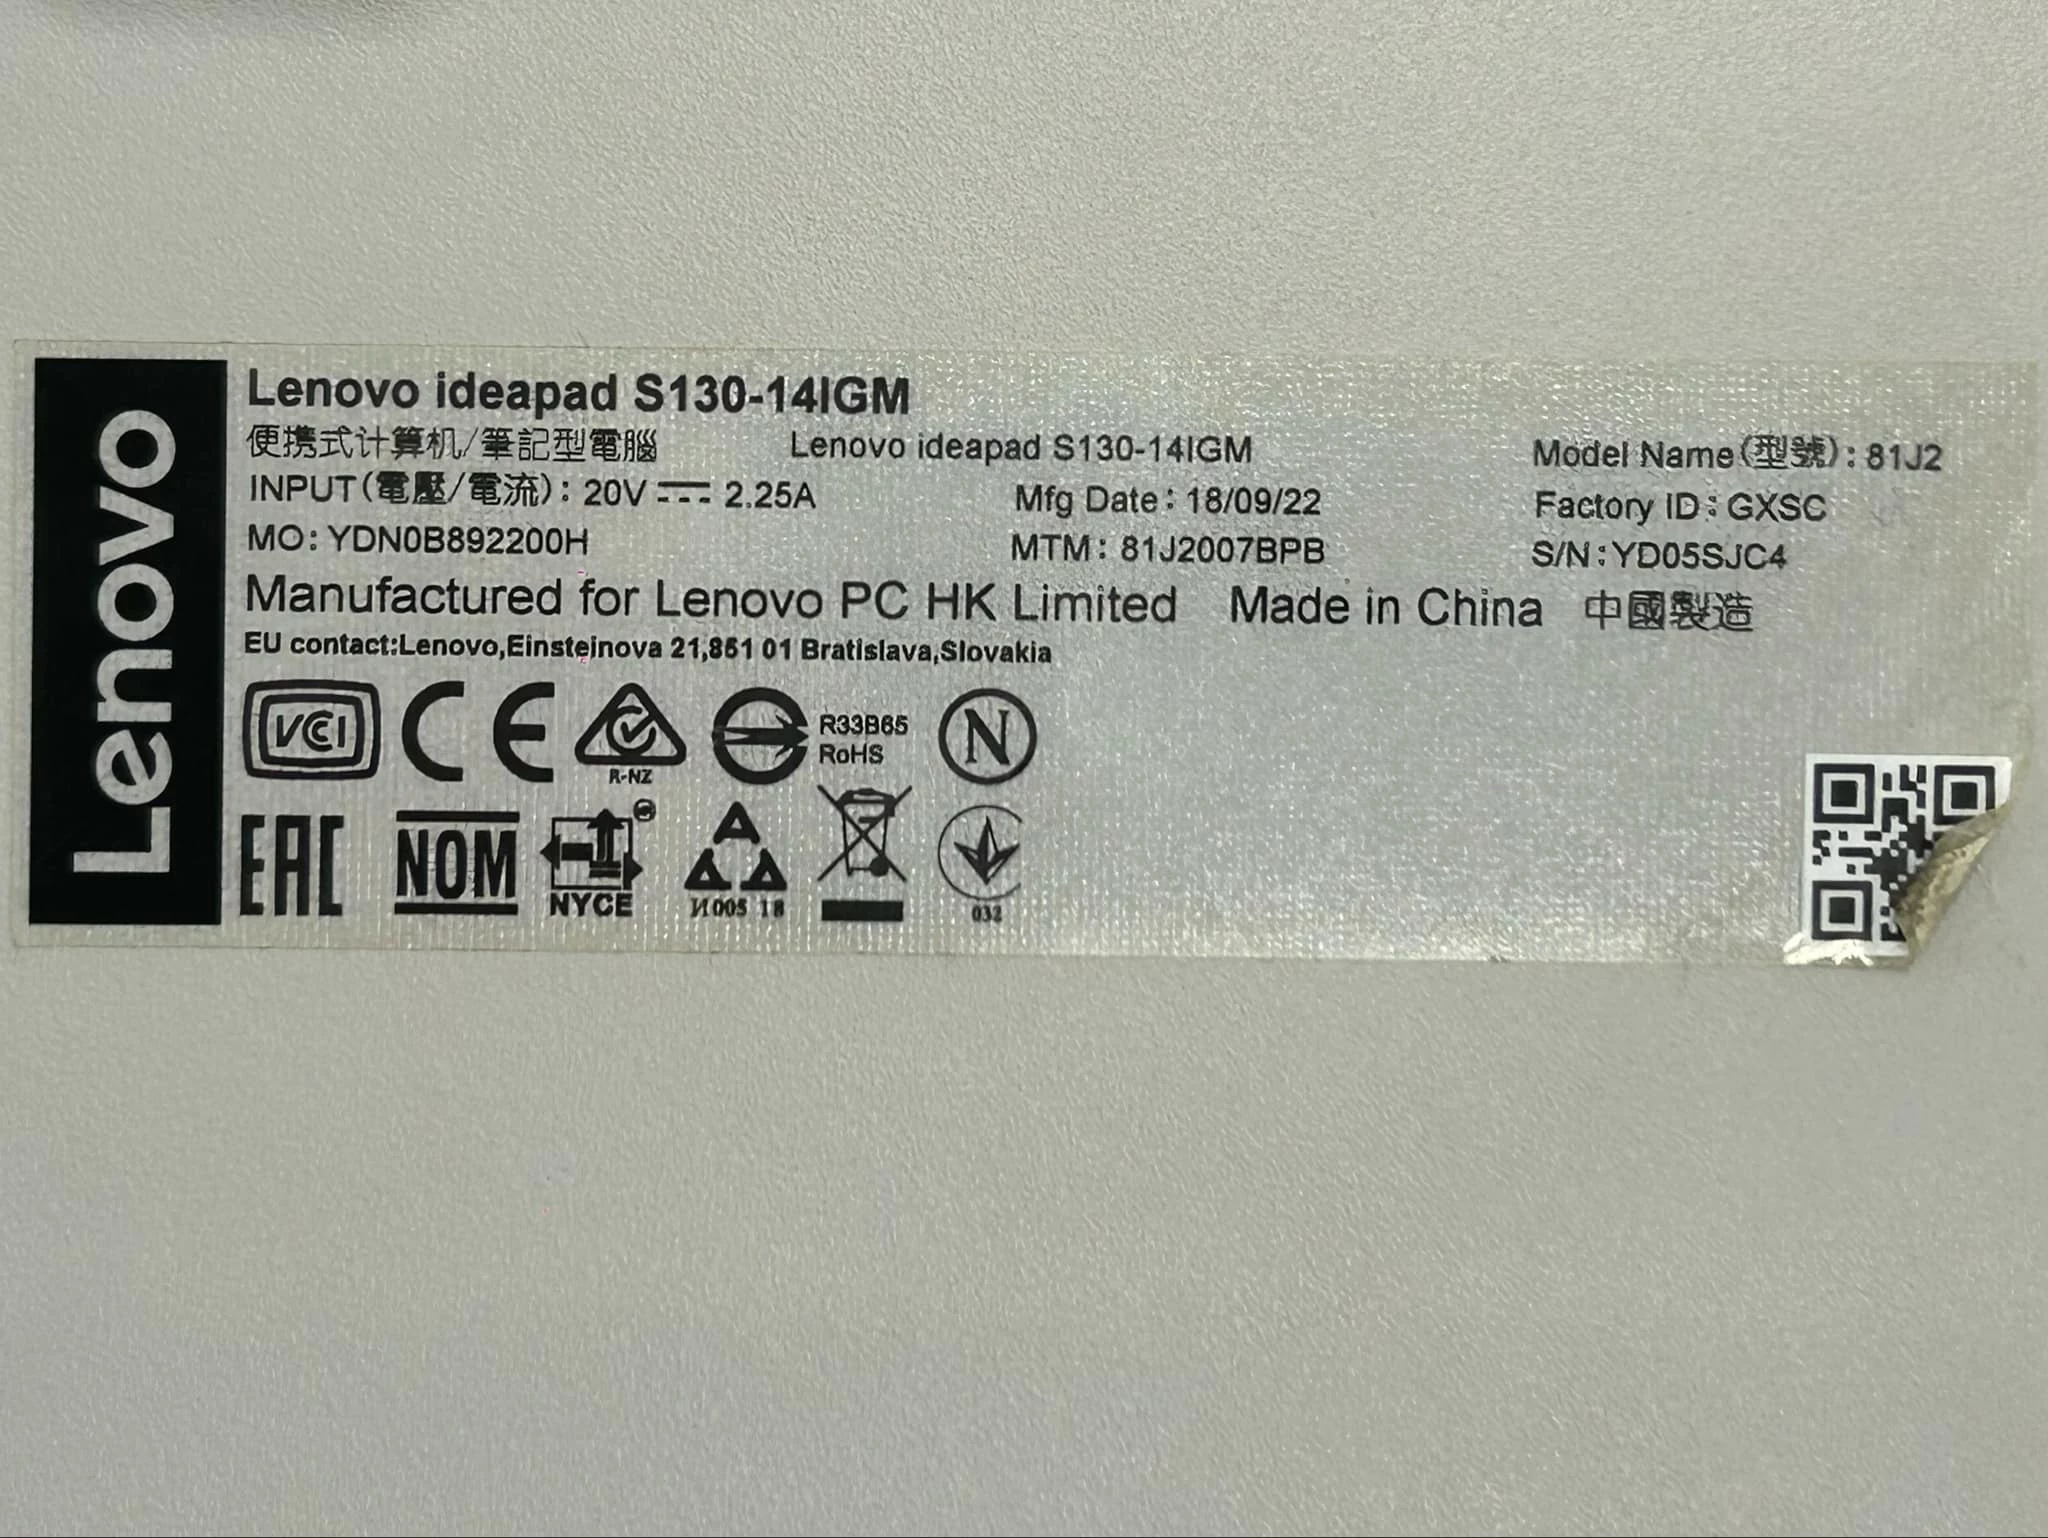 Lenovo
Lenovo ideapad S130-14IGM
便携式计算机/筆記型電腦 Lenovo ideapad S130-14IGM Model Name(型號): 81J2
INPUT(電壓/電流): 20V 2.25A Mfg Date: 18/09/22 Factory ID: GXSC
MO: YDN0B892200H MTM: 81J2007BPB S/N:YD05SJC4
Manufactured for Lenovo PC HK Limited Made in China 中國製造
EU contact:Lenovo,Einsteinova 21,851 01 Bratislava,Slovakia
VCCI CE R-NZ R33B65 RoHS N
EAC NOM NYCE И005 18 032